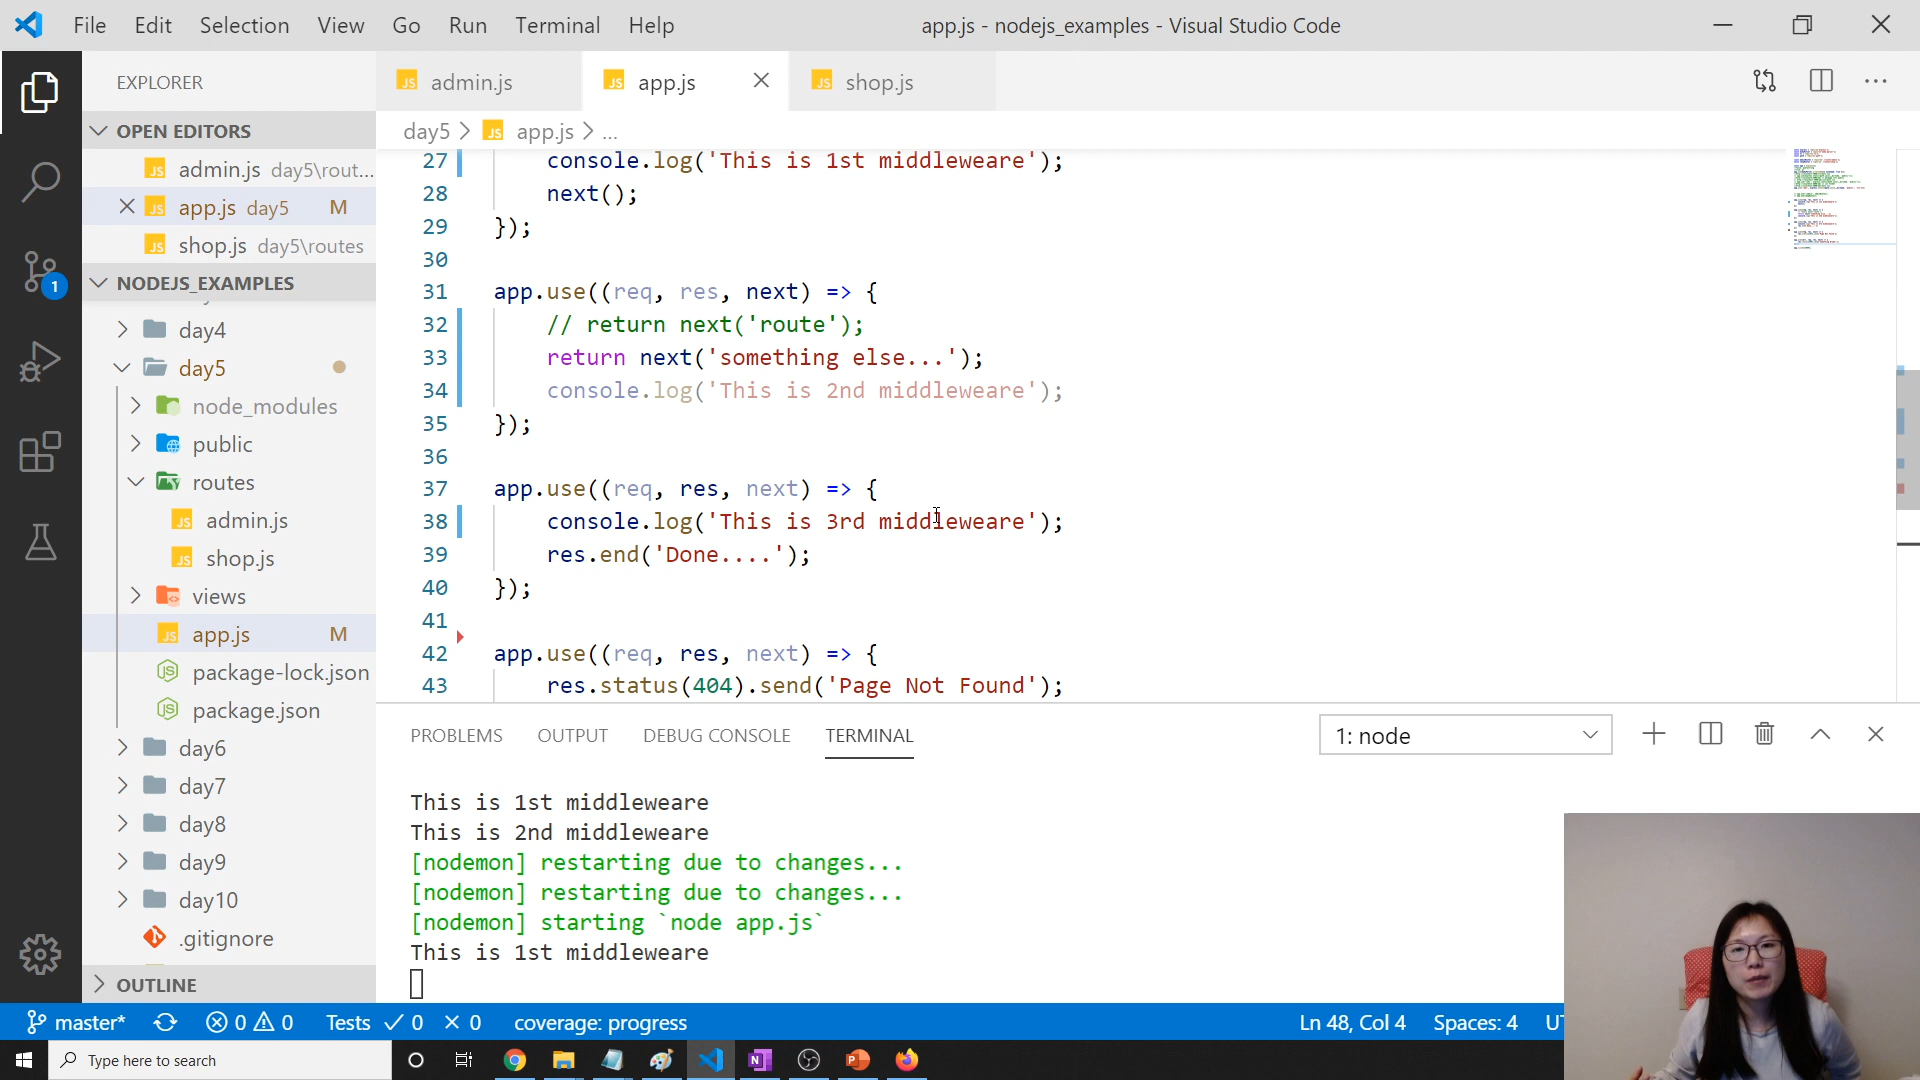 File Edit Selection View Go Run Terminal Help
app.js - nodejs_examples - Visual Studio Code
EXPLORER
OPEN EDITORS
admin.js day5\rout...
app.js day5 M
shop.js day5\routes
NODEJS_EXAMPLES
day4
day5
node_modules
public
routes
admin.js
shop.js
views
app.js M
package-lock.json
package.json
day6
day7
day8
day9
day10
.gitignore
OUTLINE
1
admin.js app.js shop.js
day5 > app.js > ...
27 console.log('This is 1st middleweare');
28 next();
29 });
30
31 app.use((req, res, next) => {
32 // return next('route');
33 return next('something else...');
34 console.log('This is 2nd middleweare');
35 });
36
37 app.use((req, res, next) => {
38 console.log('This is 3rd middleweare');
39 res.end('Done....');
40 });
41
42 app.use((req, res, next) => {
43 res.status(404).send('Page Not Found');
PROBLEMS OUTPUT DEBUG CONSOLE TERMINAL
1: node
This is 1st middleweare
This is 2nd middleweare
[nodemon] restarting due to changes...
[nodemon] restarting due to changes...
[nodemon] starting `node app.js`
This is 1st middleweare
master* 0 0 Tests 0 0 coverage: progress
Ln 48, Col 4 Spaces: 4
Type here to search